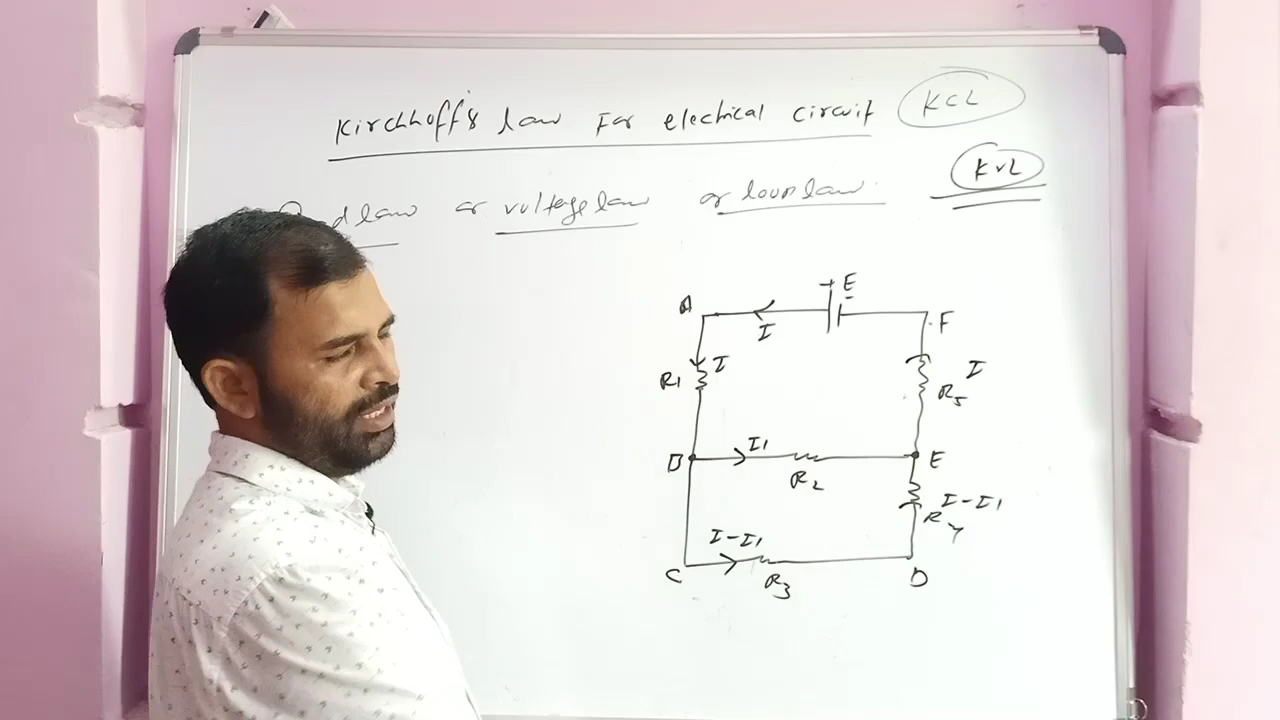 Kirchhoff's law For electrical circuit KCL
law or voltage law or loop law. KVL
+ E -
A I F
R1 I R5 I
B I1 R2 E
I-I1 R4
I-I1
C R3 D